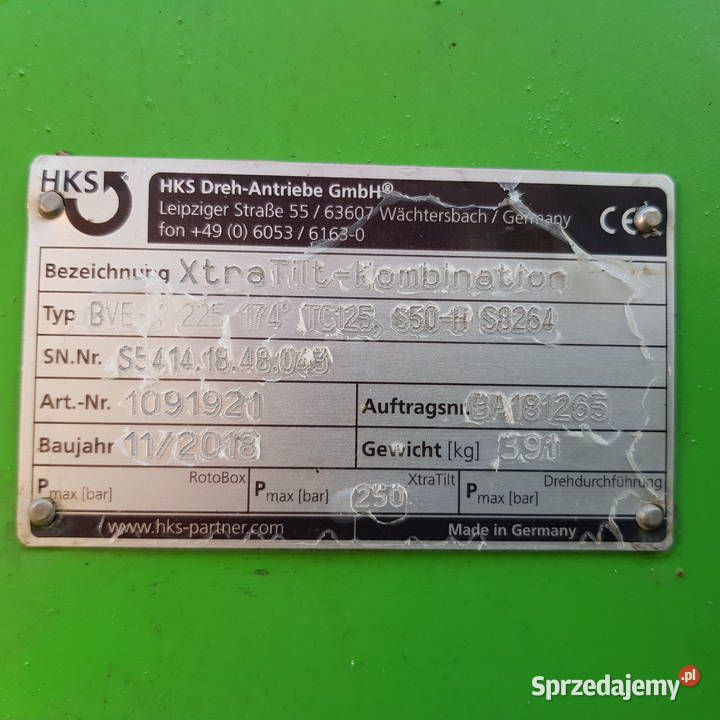 HKS
HKS Dreh-Antriebe GmbH®
Leipziger Straße 55 / 63607 Wächtersbach / Germany
fon +49 (0) 6053 / 6163-0
CE
Bezeichnung XtraTilt-Kombination
Typ BVE-X 225 174° TC125, S50-H S8264
SN.Nr. S5414.18.48.043
Art.-Nr. 1091921 Auftragsnr. BA181265
Baujahr 11/2018 Gewicht [kg] 391
Pmax [bar] RotoBox Pmax [bar] 250 XtraTilt Pmax [bar] Drehdurchführung
www.hks-partner.com Made in Germany
Sprzedajemy.pl